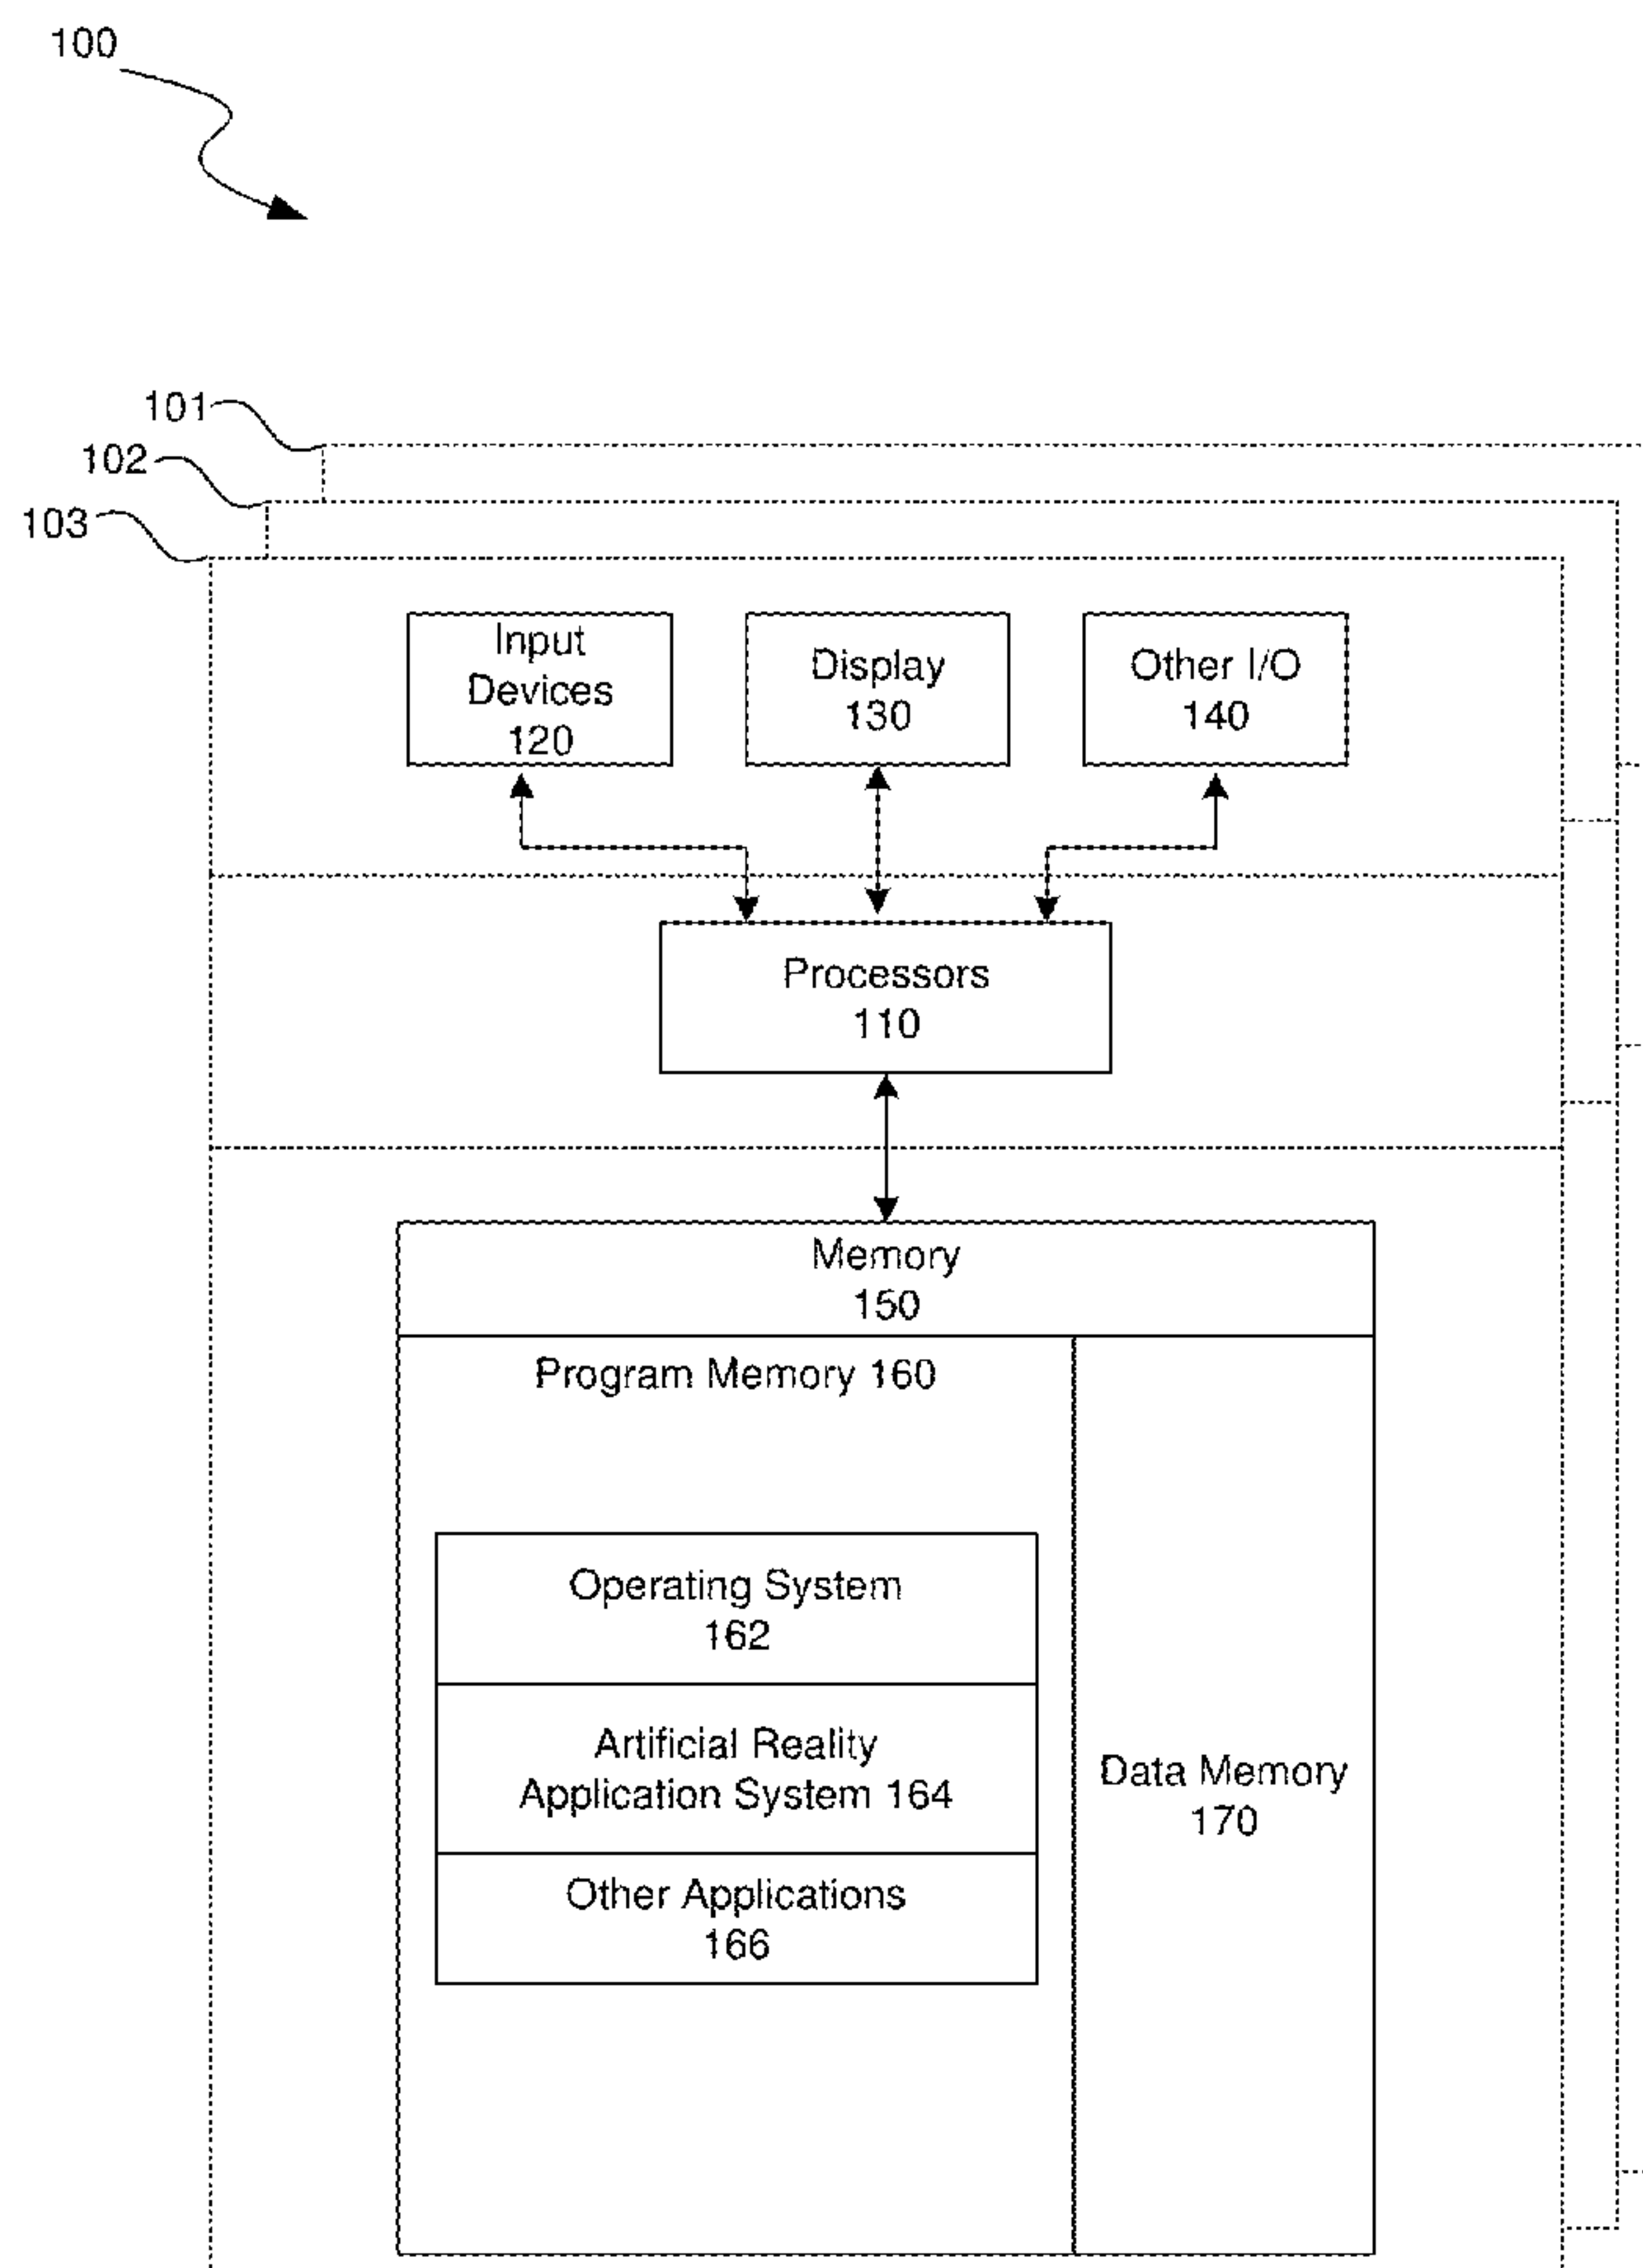 100
101
102
103
Input
Devices
120
Display
130
Other I/O
140
Processors
110
Memory
150
Program Memory 160
Operating System
162
Artificial Reality
Application System 164
Other Applications
166
Data Memory
170